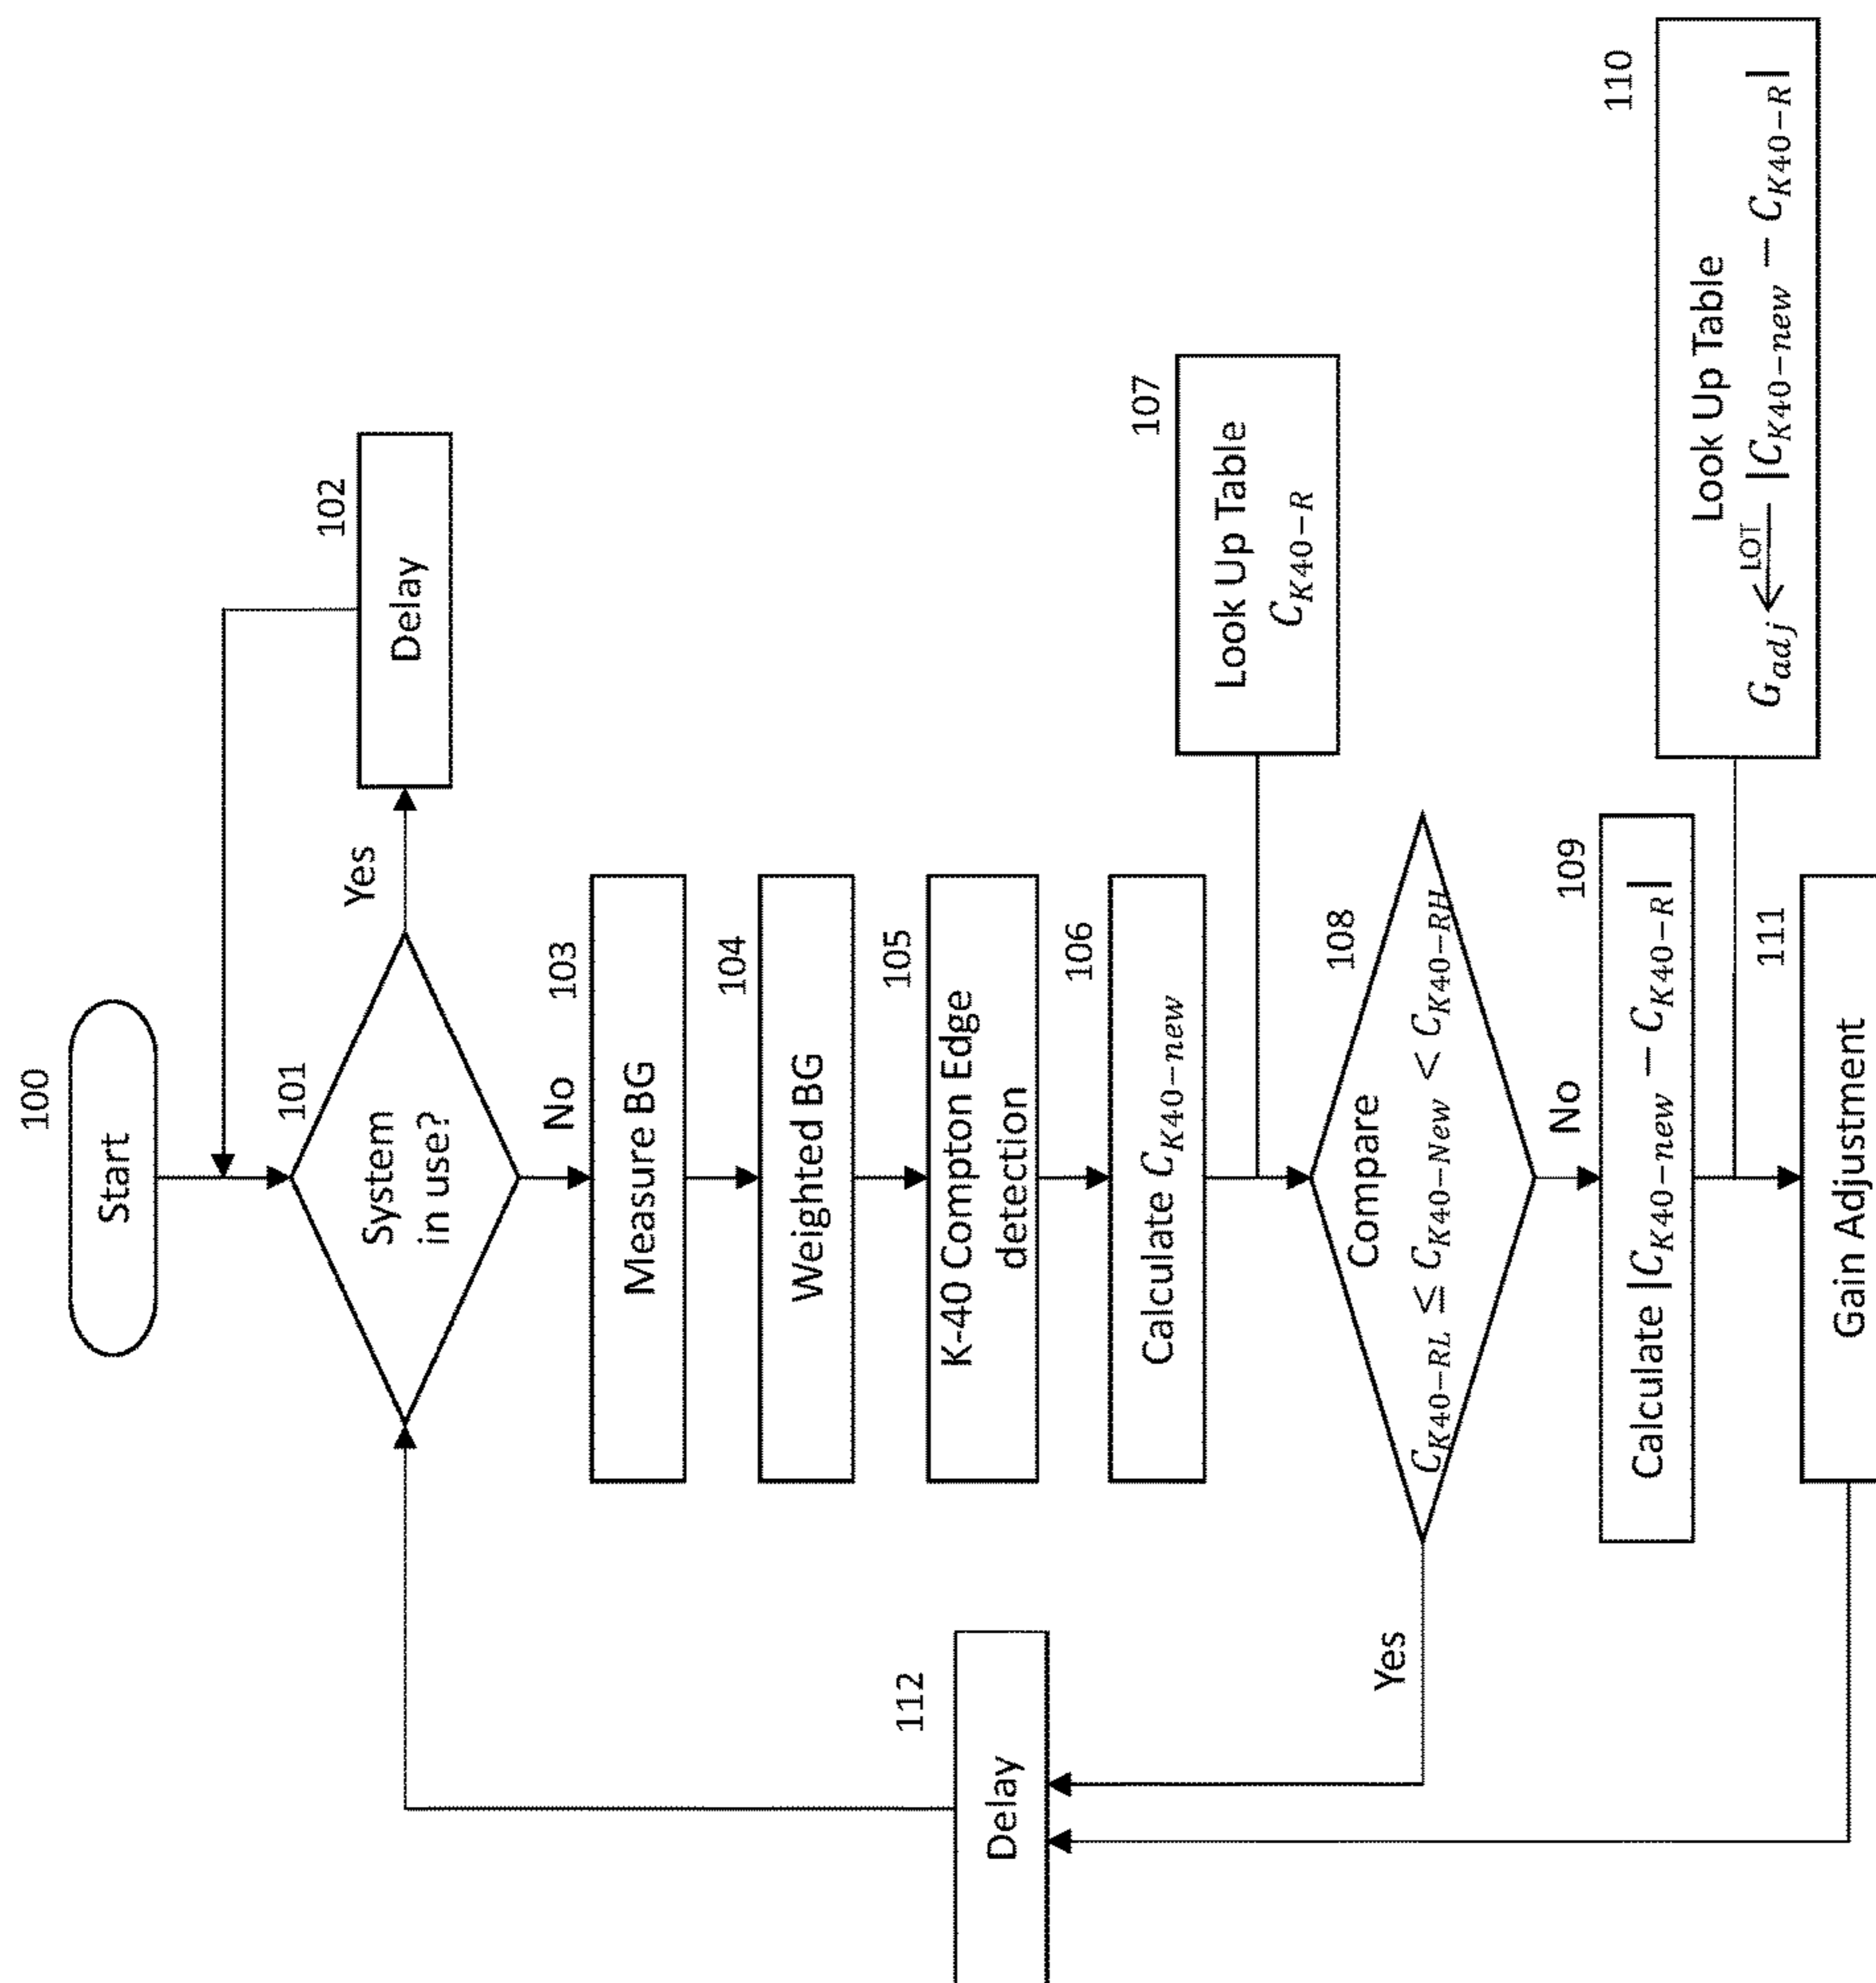 100
Start
101
System
in use?
Yes
102
Delay
No
103
Measure BG
104
Weighted BG
105
K-40 Compton Edge
detection
106
Calculate C_{K40-new}
107
Look Up Table
C_{K40-R}
108
Compare
C_{K40-RL} ≤ C_{K40-New} < C_{K40-RH}
Yes
No
109
Calculate |C_{K40-new} − C_{K40-R}|
110
Look Up Table
G_{adj} ←LOT |C_{K40-new} − C_{K40-R}|
111
Gain Adjustment
112
Delay